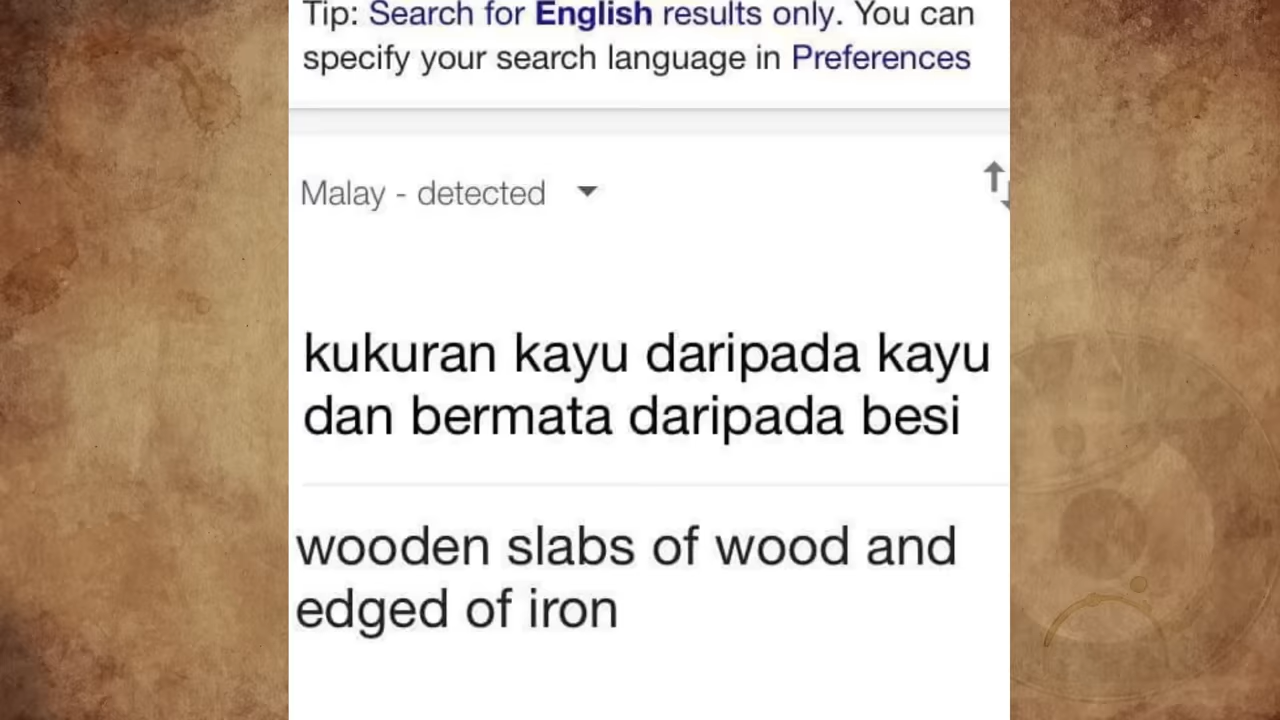 Tip: Search for English results only. You can
specify your search language in Preferences
Malay - detected
kukuran kayu daripada kayu
dan bermata daripada besi
wooden slabs of wood and
edged of iron